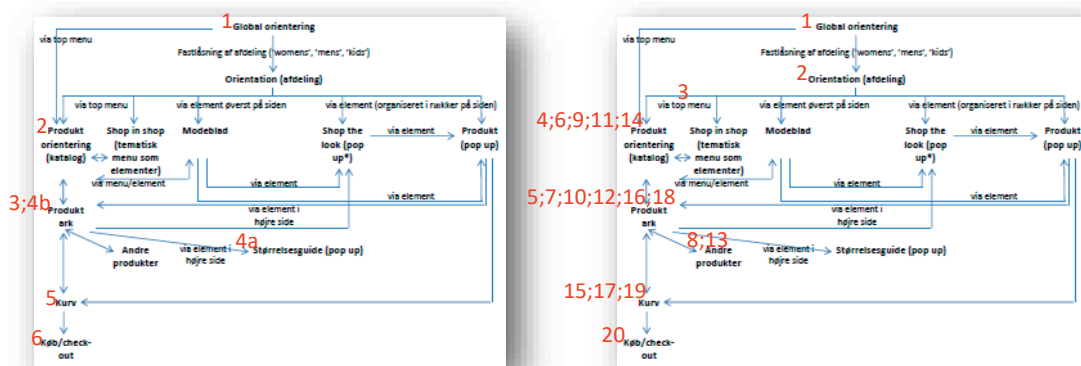 1
Global orientering
via top menu
Fastlåsning af afdeling ('womens', 'mens', 'kids')
Orientation (afdeling)
via top menu
via element øverst på siden
via element (organiseret i rækker på siden)
2
Produkt
orientering
(katalog)
Shop in shop
(tematisk
menu som
elementer)
Modeblad
Shop the
look (pop
up*)
via element
Produkt
(pop up)
via menu/element
via element
via element
3;4b
Produkt
ark
via element i
højre side
4a
Andre
produkter
via element i
højre side
Størrelsesguide (pop up)
5
Kurv
6
Køb/check-
out
1
Global orientering
via top menu
Fastlåsning af afdeling ('womens', 'mens', 'kids')
2
Orientation (afdeling)
3
via top menu
via element øverst på siden
via element (organiseret i rækker på siden)
4;6;9;11;14
Produkt
orientering
(katalog)
Shop in shop
(tematisk
menu som
elementer)
Modeblad
Shop the
look (pop
up*)
via element
Produkt
(pop up)
via menu/element
via element
via element
5;7;10;12;16;18
Produkt
ark
via element i
højre side
8;13
Andre
produkter
via element i
højre side
Størrelsesguide (pop up)
15;17;19
Kurv
20
Køb/check-
out